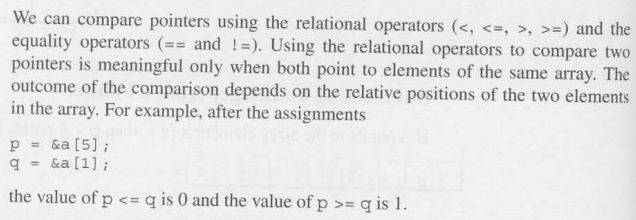 We can compare pointers using the relational operators (<, <=, >, >=) and the
equality operators (== and !=). Using the relational operators to compare two
pointers is meaningful only when both point to elements of the same array. The
outcome of the comparison depends on the relative positions of the two elements
in the array. For example, after the assignments
p = &a[5];
q = &a[1];
the value of p <= q is 0 and the value of p >= q is 1.